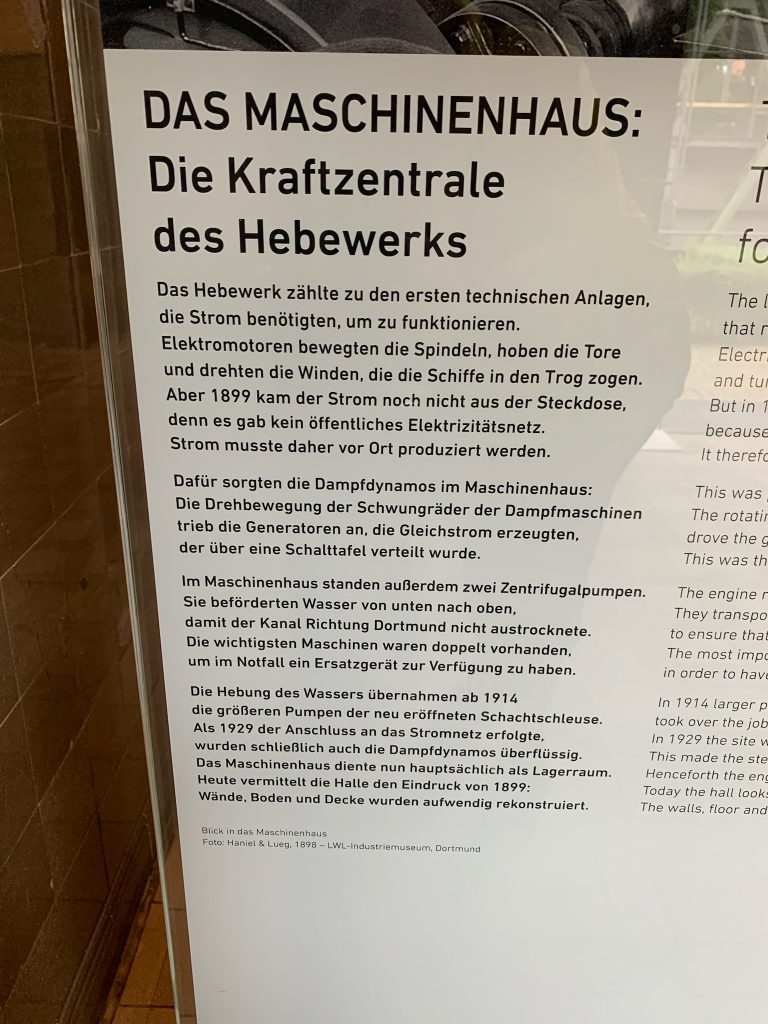 DAS MASCHINENHAUS:
Die Kraftzentrale
des Hebewerks
Das Hebewerk zählte zu den ersten technischen Anlagen,
die Strom benötigten, um zu funktionieren.
Elektromotoren bewegten die Spindeln, hoben die Tore
und drehten die Winden, die die Schiffe in den Trog zogen.
Aber 1899 kam der Strom noch nicht aus der Steckdose,
denn es gab kein öffentliches Elektrizitätsnetz.
Strom musste daher vor Ort produziert werden.
Dafür sorgten die Dampfdynamos im Maschinenhaus:
Die Drehbewegung der Schwungräder der Dampfmaschinen
trieb die Generatoren an, die Gleichstrom erzeugten,
der über eine Schalttafel verteilt wurde.
Im Maschinenhaus standen außerdem zwei Zentrifugalpumpen.
Sie beförderten Wasser von unten nach oben,
damit der Kanal Richtung Dortmund nicht austrocknete.
Die wichtigsten Maschinen waren doppelt vorhanden,
um im Notfall ein Ersatzgerät zur Verfügung zu haben.
Die Hebung des Wassers übernahmen ab 1914
die größeren Pumpen der neu eröffneten Schachtschleuse.
Als 1929 der Anschluss an das Stromnetz erfolgte,
wurden schließlich auch die Dampfdynamos überflüssig.
Das Maschinenhaus diente nun hauptsächlich als Lagerraum.
Heute vermittelt die Halle den Eindruck von 1899:
Wände, Boden und Decke wurden aufwendig rekonstruiert.
Blick in das Maschinenhaus
Foto: Haniel & Lueg, 1898 – LWL-Industriemuseum, Dortmund
The
that
and
But in
because
It
This was
The
drove the
This was
The engine
They
to ensure that
The most
in order to have
In 1914 larger
took over the
In 1929 the site
This made the
Henceforth the
Today the hall looks
The walls, floor and